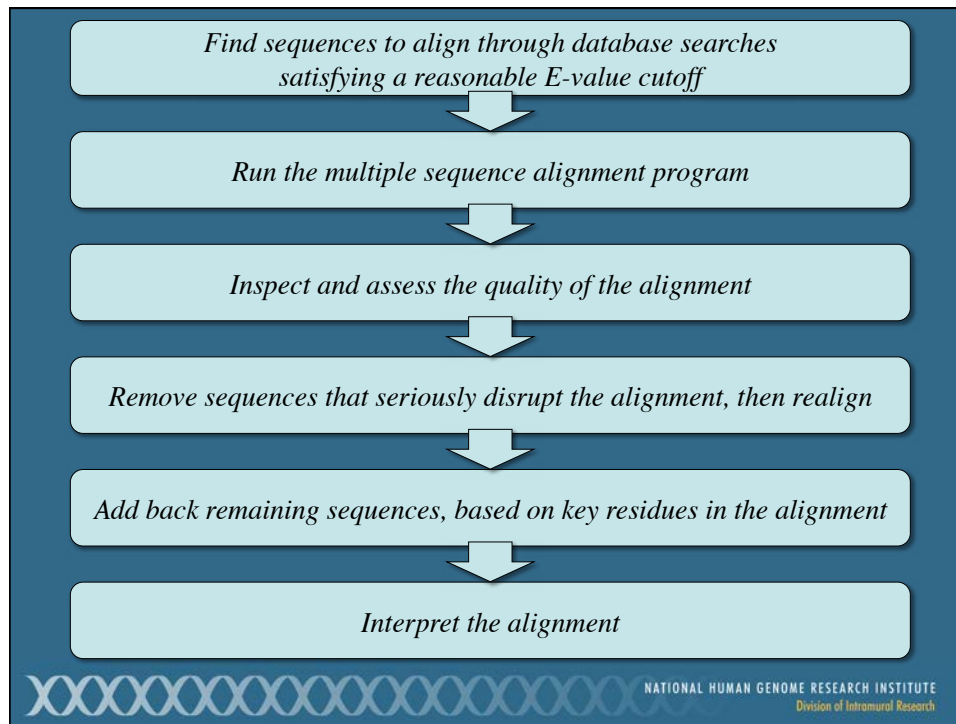 Find sequences to align through database searches
satisfying a reasonable E-value cutoff
Run the multiple sequence alignment program
Inspect and assess the quality of the alignment
Remove sequences that seriously disrupt the alignment, then realign
Add back remaining sequences, based on key residues in the alignment
Interpret the alignment
NATIONAL HUMAN GENOME RESEARCH INSTITUTE
Division of Intramural Research